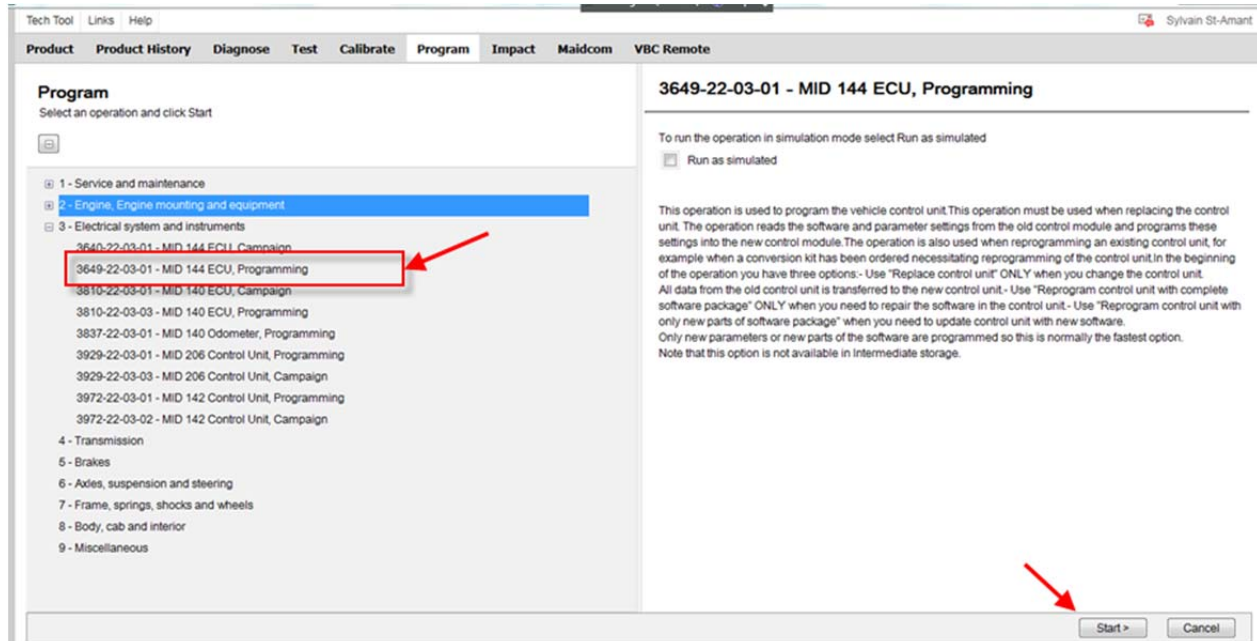 Tech Tool Links Help
Sylvain St-Amant
Product Product History Diagnose Test Calibrate Program Impact Maidcom VBC Remote
Program
Select an operation and click Start
1 - Service and maintenance
2 - Engine, Engine mounting and equipment
3 - Electrical system and instruments
3640-22-03-01 - MID 144 ECU, Campaign
3649-22-03-01 - MID 144 ECU, Programming
3810-22-03-01 - MID 140 ECU, Campaign
3810-22-03-03 - MID 140 ECU, Programming
3837-22-03-01 - MID 140 Odometer, Programming
3929-22-03-01 - MID 206 Control Unit, Programming
3929-22-03-03 - MID 206 Control Unit, Campaign
3972-22-03-01 - MID 142 Control Unit, Programming
3972-22-03-02 - MID 142 Control Unit, Campaign
4 - Transmission
5 - Brakes
6 - Axles, suspension and steering
7 - Frame, springs, shocks and wheels
8 - Body, cab and interior
9 - Miscellaneous
3649-22-03-01 - MID 144 ECU, Programming
To run the operation in simulation mode select Run as simulated
Run as simulated
This operation is used to program the vehicle control unit.This operation must be used when replacing the control
unit. The operation reads the software and parameter settings from the old control module and programs these
settings into the new control module.The operation is also used when reprogramming an existing control unit, for
example when a conversion kit has been ordered necessitating reprogramming of the control unit.In the beginning
of the operation you have three options:- Use "Replace control unit" ONLY when you change the control unit.
All data from the old control unit is transferred to the new control unit.- Use "Reprogram control unit with complete
software package" ONLY when you need to repair the software in the control unit.- Use "Reprogram control unit with
only new parts of software package" when you need to update control unit with new software.
Only new parameters or new parts of the software are programmed so this is normally the fastest option.
Note that this option is not available in Intermediate storage.
Start >
Cancel